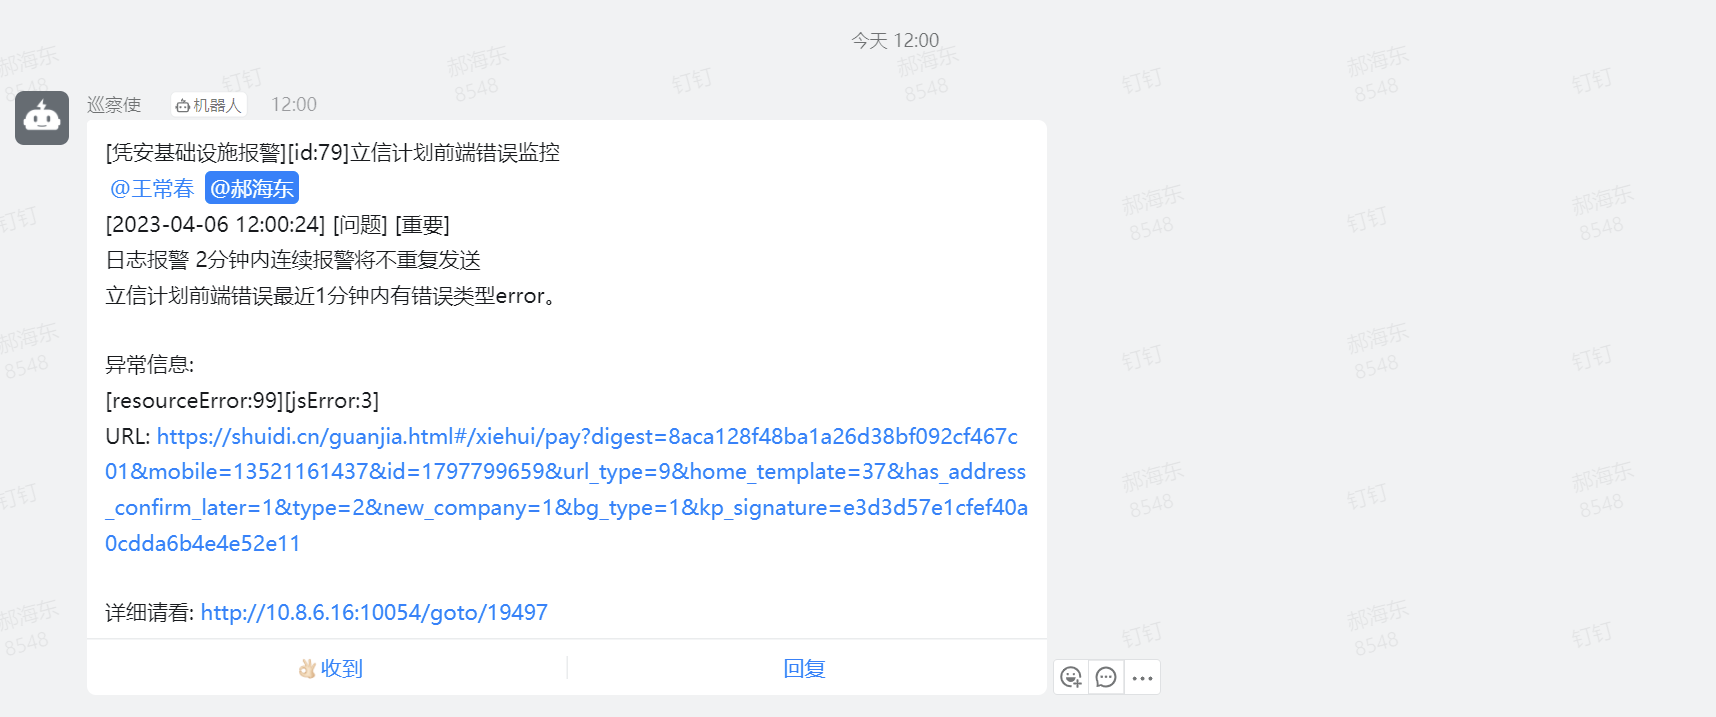 今天 12:00
巡察使 机器人 12:00
[凭安基础设施报警][id:79]立信计划前端错误监控
@王常春 @郝海东
[2023-04-06 12:00:24] [问题] [重要]
日志报警 2分钟内连续报警将不重复发送
立信计划前端错误最近1分钟内有错误类型error。
异常信息:
[resourceError:99][jsError:3]
URL: https://shuidi.cn/guanjia.html#/xiehui/pay?digest=8aca128f48ba1a26d38bf092cf467c
01&mobile=13521161437&id=1797799659&url_type=9&home_template=37&has_address
_confirm_later=1&type=2&new_company=1&bg_type=1&kp_signature=e3d3d57e1cfef40a
0cdda6b4e4e52e11
详细请看: http://10.8.6.16:10054/goto/19497
收到 回复
郝海东
8548
钉钉